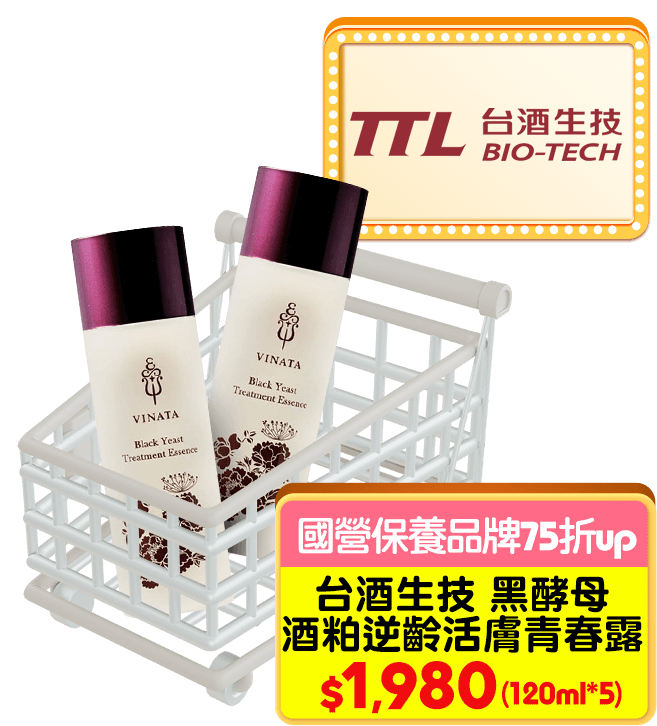 TTL 台酒生技
BIO-TECH
VINATA
Black Yeast
Treatment Essence
VINATA
Black Yeast
Treatment Essence
國營保養品牌75折up
台酒生技 黑酵母
酒粕逆齡活膚青春露
$1,980(120ml*5)